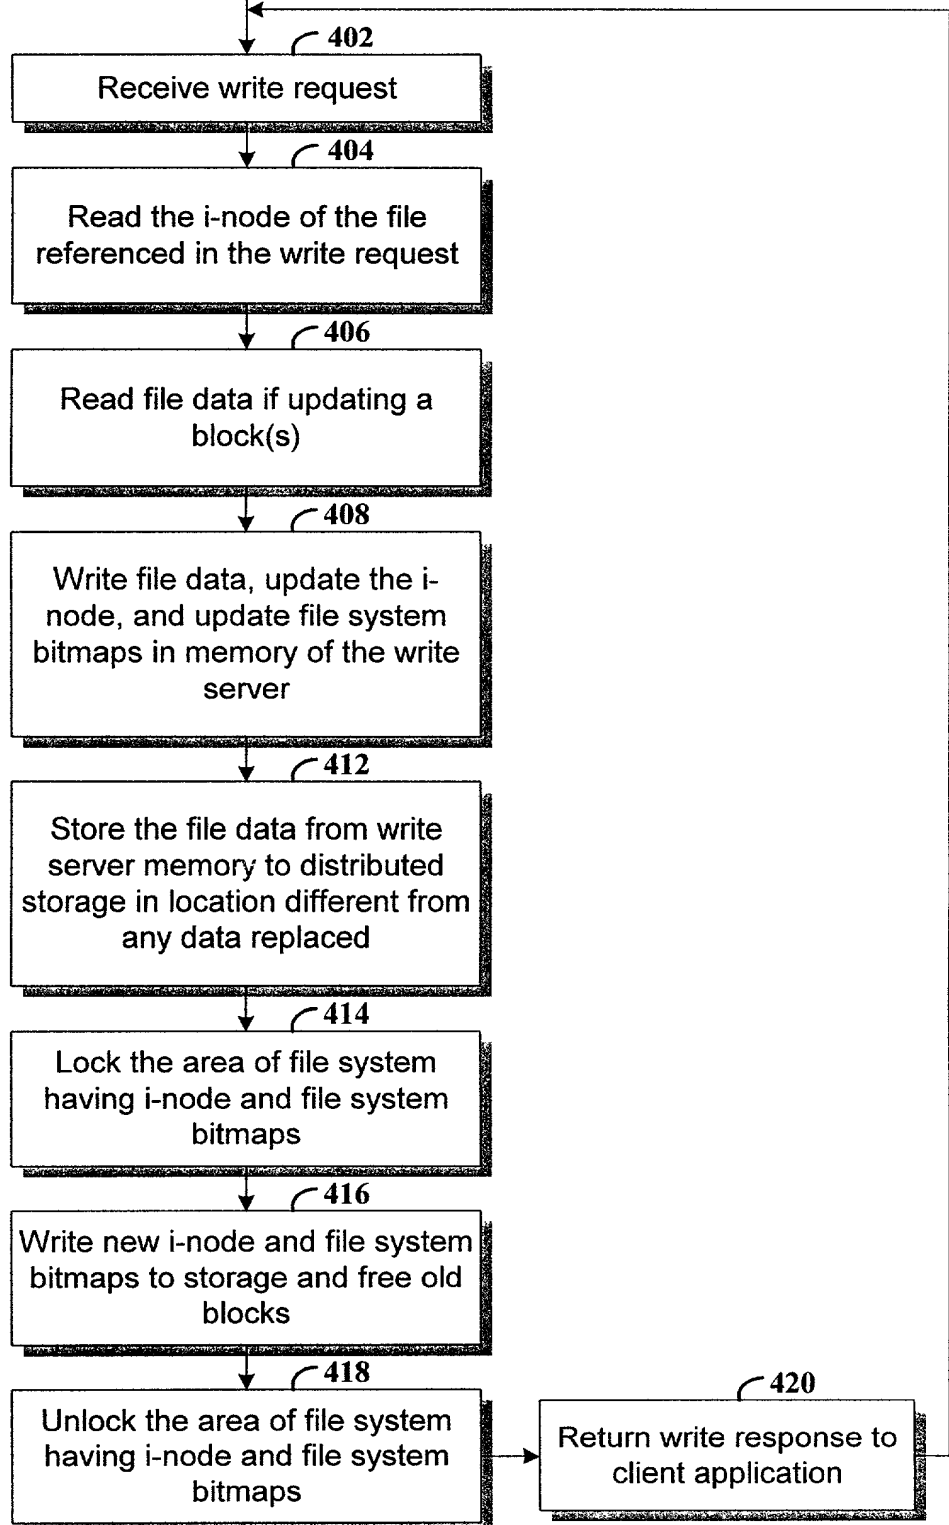 402
Receive write request
404
Read the i-node of the file
referenced in the write request
406
Read file data if updating a
block(s)
408
Write file data, update the i-
node, and update file system
bitmaps in memory of the write
server
412
Store the file data from write
server memory to distributed
storage in location different from
any data replaced
414
Lock the area of file system
having i-node and file system
bitmaps
416
Write new i-node and file system
bitmaps to storage and free old
blocks
418
Unlock the area of file system
having i-node and file system
bitmaps
420
Return write response to
client application